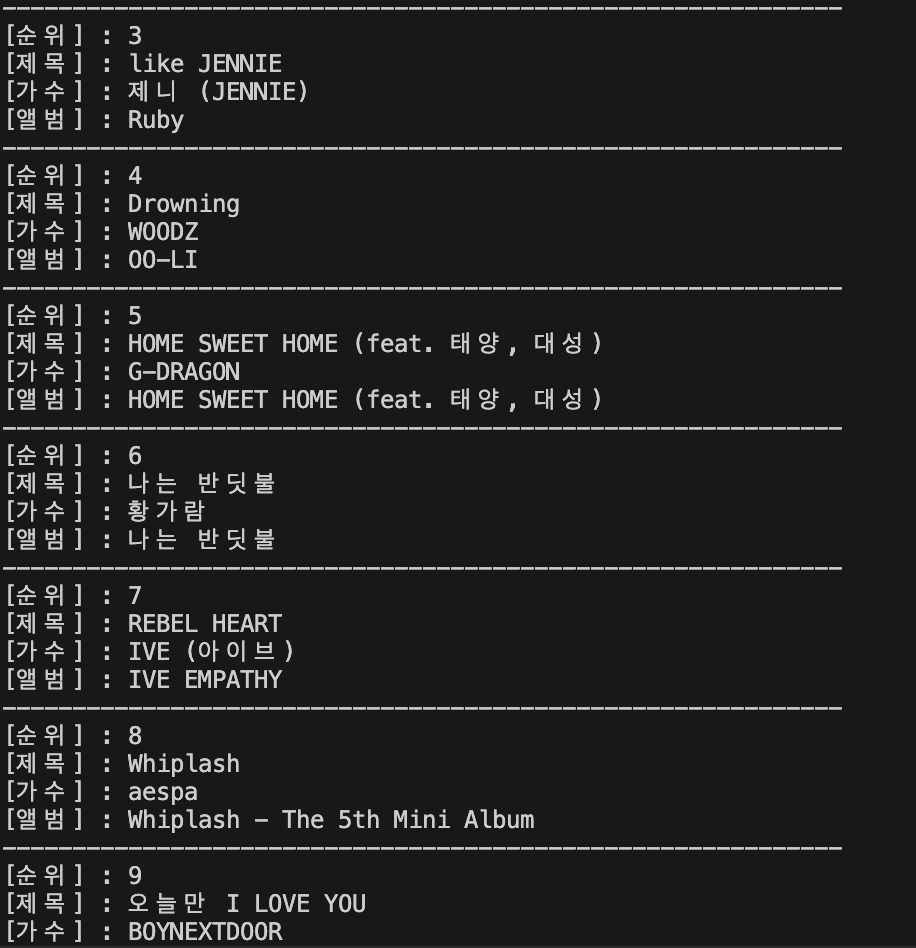 ------------------------------------------------------------
[순위] : 3
[제목] : like JENNIE
[가수] : 제니 (JENNIE)
[앨범] : Ruby
------------------------------------------------------------
[순위] : 4
[제목] : Drowning
[가수] : WOODZ
[앨범] : OO-LI
------------------------------------------------------------
[순위] : 5
[제목] : HOME SWEET HOME (feat. 태양, 대성)
[가수] : G-DRAGON
[앨범] : HOME SWEET HOME (feat. 태양, 대성)
------------------------------------------------------------
[순위] : 6
[제목] : 나는 반딧불
[가수] : 황가람
[앨범] : 나는 반딧불
------------------------------------------------------------
[순위] : 7
[제목] : REBEL HEART
[가수] : IVE (아이브)
[앨범] : IVE EMPATHY
------------------------------------------------------------
[순위] : 8
[제목] : Whiplash
[가수] : aespa
[앨범] : Whiplash - The 5th Mini Album
------------------------------------------------------------
[순위] : 9
[제목] : 오늘만 I LOVE YOU
[가수] : BOYNEXTDOOR